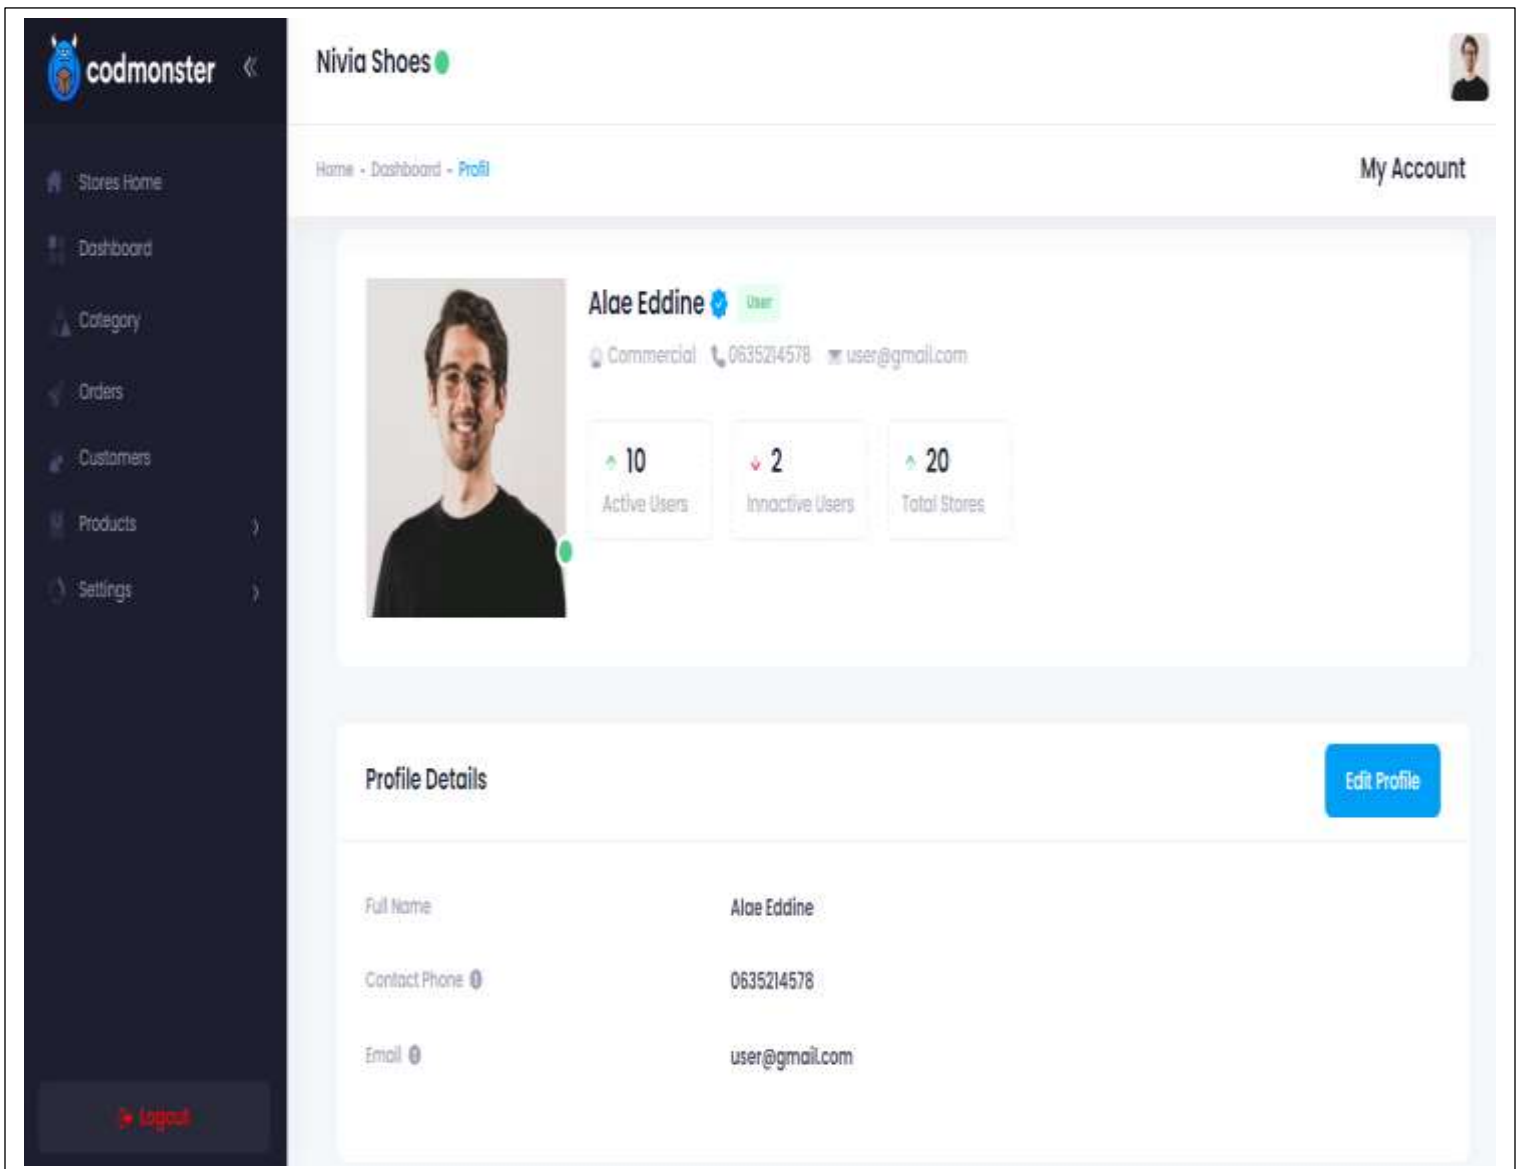 codmonster
Nivia Shoes
Home - Dashboard - Profil
My Account
Stores Home
Dashboard
Category
Orders
Customers
Products
Settings
Logout
Alae Eddine User
Commercial 0635214578 user@gmail.com
10
Active Users
2
Innactive Users
20
Total Stores
Profile Details
Edit Profile
Full Name Alae Eddine
Contact Phone 0635214578
Email user@gmail.com